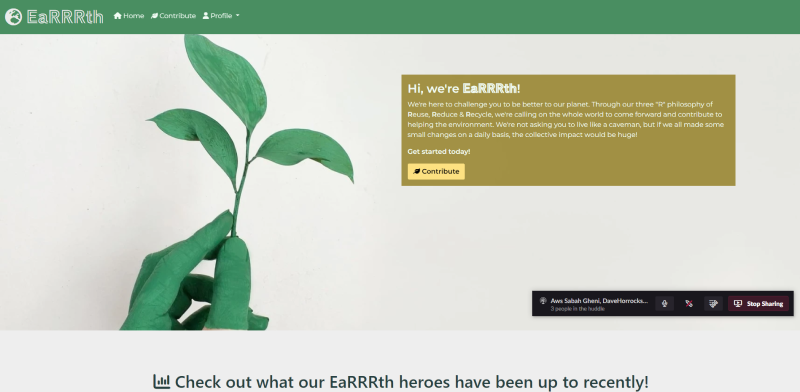 EaRRRth Home Contribute Profile
Hi, we're EaRRRth!
We're here to challenge you to be better to our planet. Through our three "R" philosophy of
Reuse, Reduce & Recycle, we're calling on the whole world to come forward and contribute to
helping the environment. We're not asking you to live like a caveman, but if we all made some
small changes on a daily basis, the collective impact would be huge!
Get started today!
Contribute
Aws Sabah Gheni, DaveHorrocks...
3 people in the huddle
Stop Sharing
Check out what our EaRRRth heroes have been up to recently!